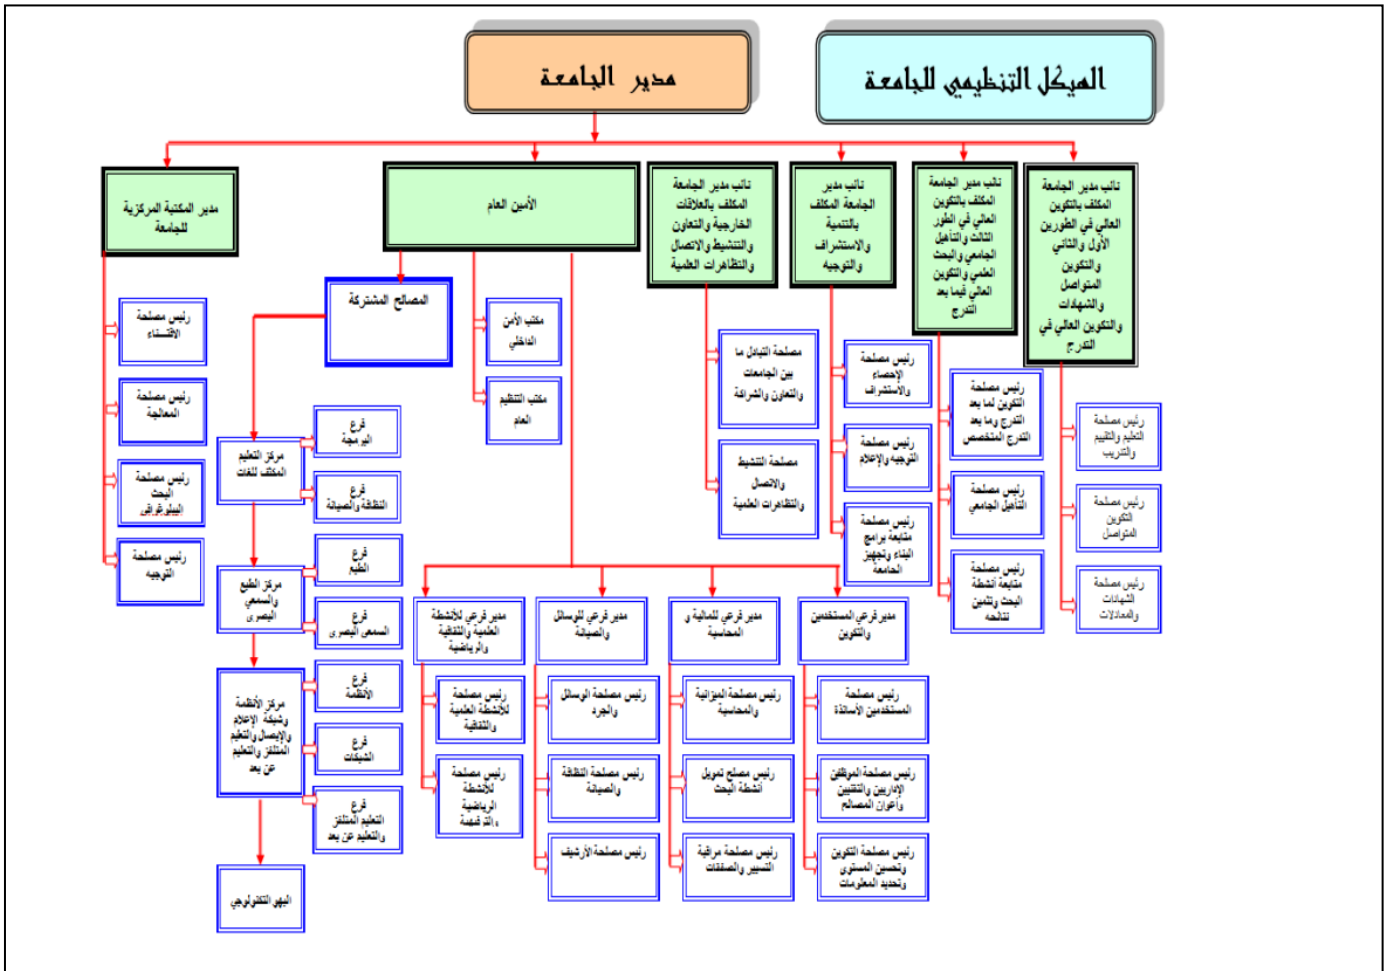 الهيكل التنظيمي للجامعة
مدير الجامعة
نائب مدير الجامعة
المكلف بالتكوين
العالي في الطورين
الأول والثاني
والتكوين
المتواصل
والشهادات
والتكوين العالي في
التدرج
نائب مدير الجامعة
المكلف بالتكوين
العالي في الطور
الثالث والتأهيل
الجامعي والبحث
العلمي والتكوين
العالي فيما بعد
التدرج
نائب مدير
الجامعة المكلف
بالتنمية
والاستشراف
والتوجيه
نائب مدير الجامعة
المكلف بالعلاقات
الخارجية والتعاون
والتنشيط والاتصال
والتظاهرات العلمية
الأمين العام
مدير المكتبة المركزية
للجامعة
رئيس مصلحة
التعليم والتقييم
والتدريب
رئيس مصلحة
التكوين
المتواصل
رئيس مصلحة
الشهادات
والمعادلات
رئيس مصلحة
التكوين لما بعد
التدرج وما بعد
التدرج المتخصص
رئيس مصلحة
التأهيل الجامعي
رئيس مصلحة
متابعة أنشطة
البحث وتثمين
نتائجه
رئيس مصلحة
الإحصاء
والاستشراف
رئيس مصلحة
التوجيه والإعلام
رئيس مصلحة
متابعة برامج
البناء وتجهيز
الجامعة
مصلحة التبادل ما
بين الجامعات
والتعاون والشراكة
مصلحة التنشيط
والاتصال
والتظاهرات العلمية
مكتب الأمن
الداخلي
مكتب التنظيم
العام
المصالح المشتركة
رئيس مصلحة
الاقتناء
رئيس مصلحة
المعالجة
رئيس مصلحة
البحث
البيلوغرافي
رئيس مصلحة
التوجيه
مركز التعليم
المكثف للغات
فرع
البرمجة
فرع
النظافة والصيانة
مركز الطبع
والسمعي
البصري
فرع
الطبع
فرع
السمعي البصري
مركز الأنظمة
وشبكة الإعلام
والإيصال والتعليم
المتلفز والتعليم
عن بعد
فرع
الأنظمة
فرع
الشبكات
فرع
التعليم المتلفز
والتعليم عن بعد
البهو التكنولوجي
مدير فرعي المستخدمين
والتكوين
رئيس مصلحة
المستخدمين الأساتذة
رئيس مصلحة الموظفين
الإداريين والتقنيين
وأعوان المصالح
رئيس مصلحة التكوين
وتحسين المستوى
وتجديد المعلومات
مدير فرعي للمالية و
المحاسبة
رئيس مصلحة الميزانية
والمحاسبة
رئيس مصلح تمويل
أنشطة البحث
رئيس مصلحة مراقبة
التسيير والصفقات
مدير فرعي للوسائل
والصيانة
رئيس مصلحة الوسائل
والجرد
رئيس مصلحة النظافة
والصيانة
رئيس مصلحة الأرشيف
مدير فرعي للأنشطة
العلمية والثقافية
والرياضية
رئيس مصلحة
للأنشطة العلمية
والثقافية
رئيس مصلحة
للأنشطة
الرياضية
والترفيهية